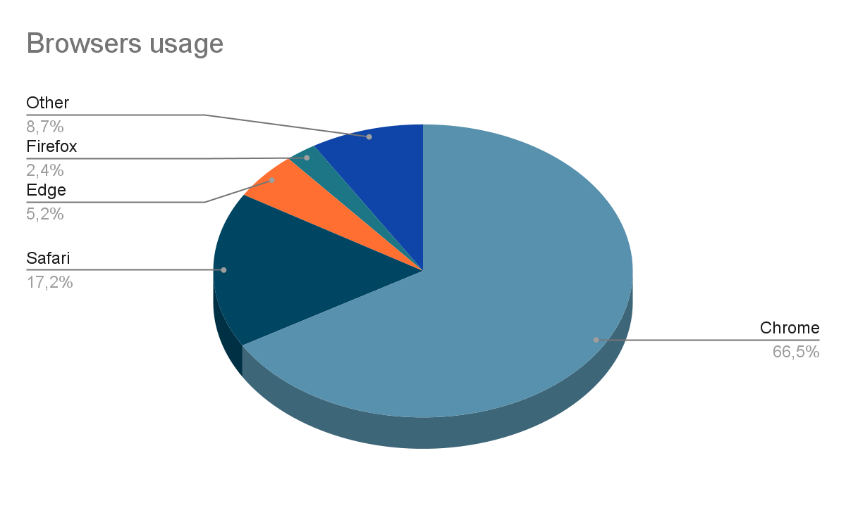 Browsers usage
Other
8,7%
Firefox
2,4%
Edge
5,2%
Safari
17,2%
Chrome
66,5%